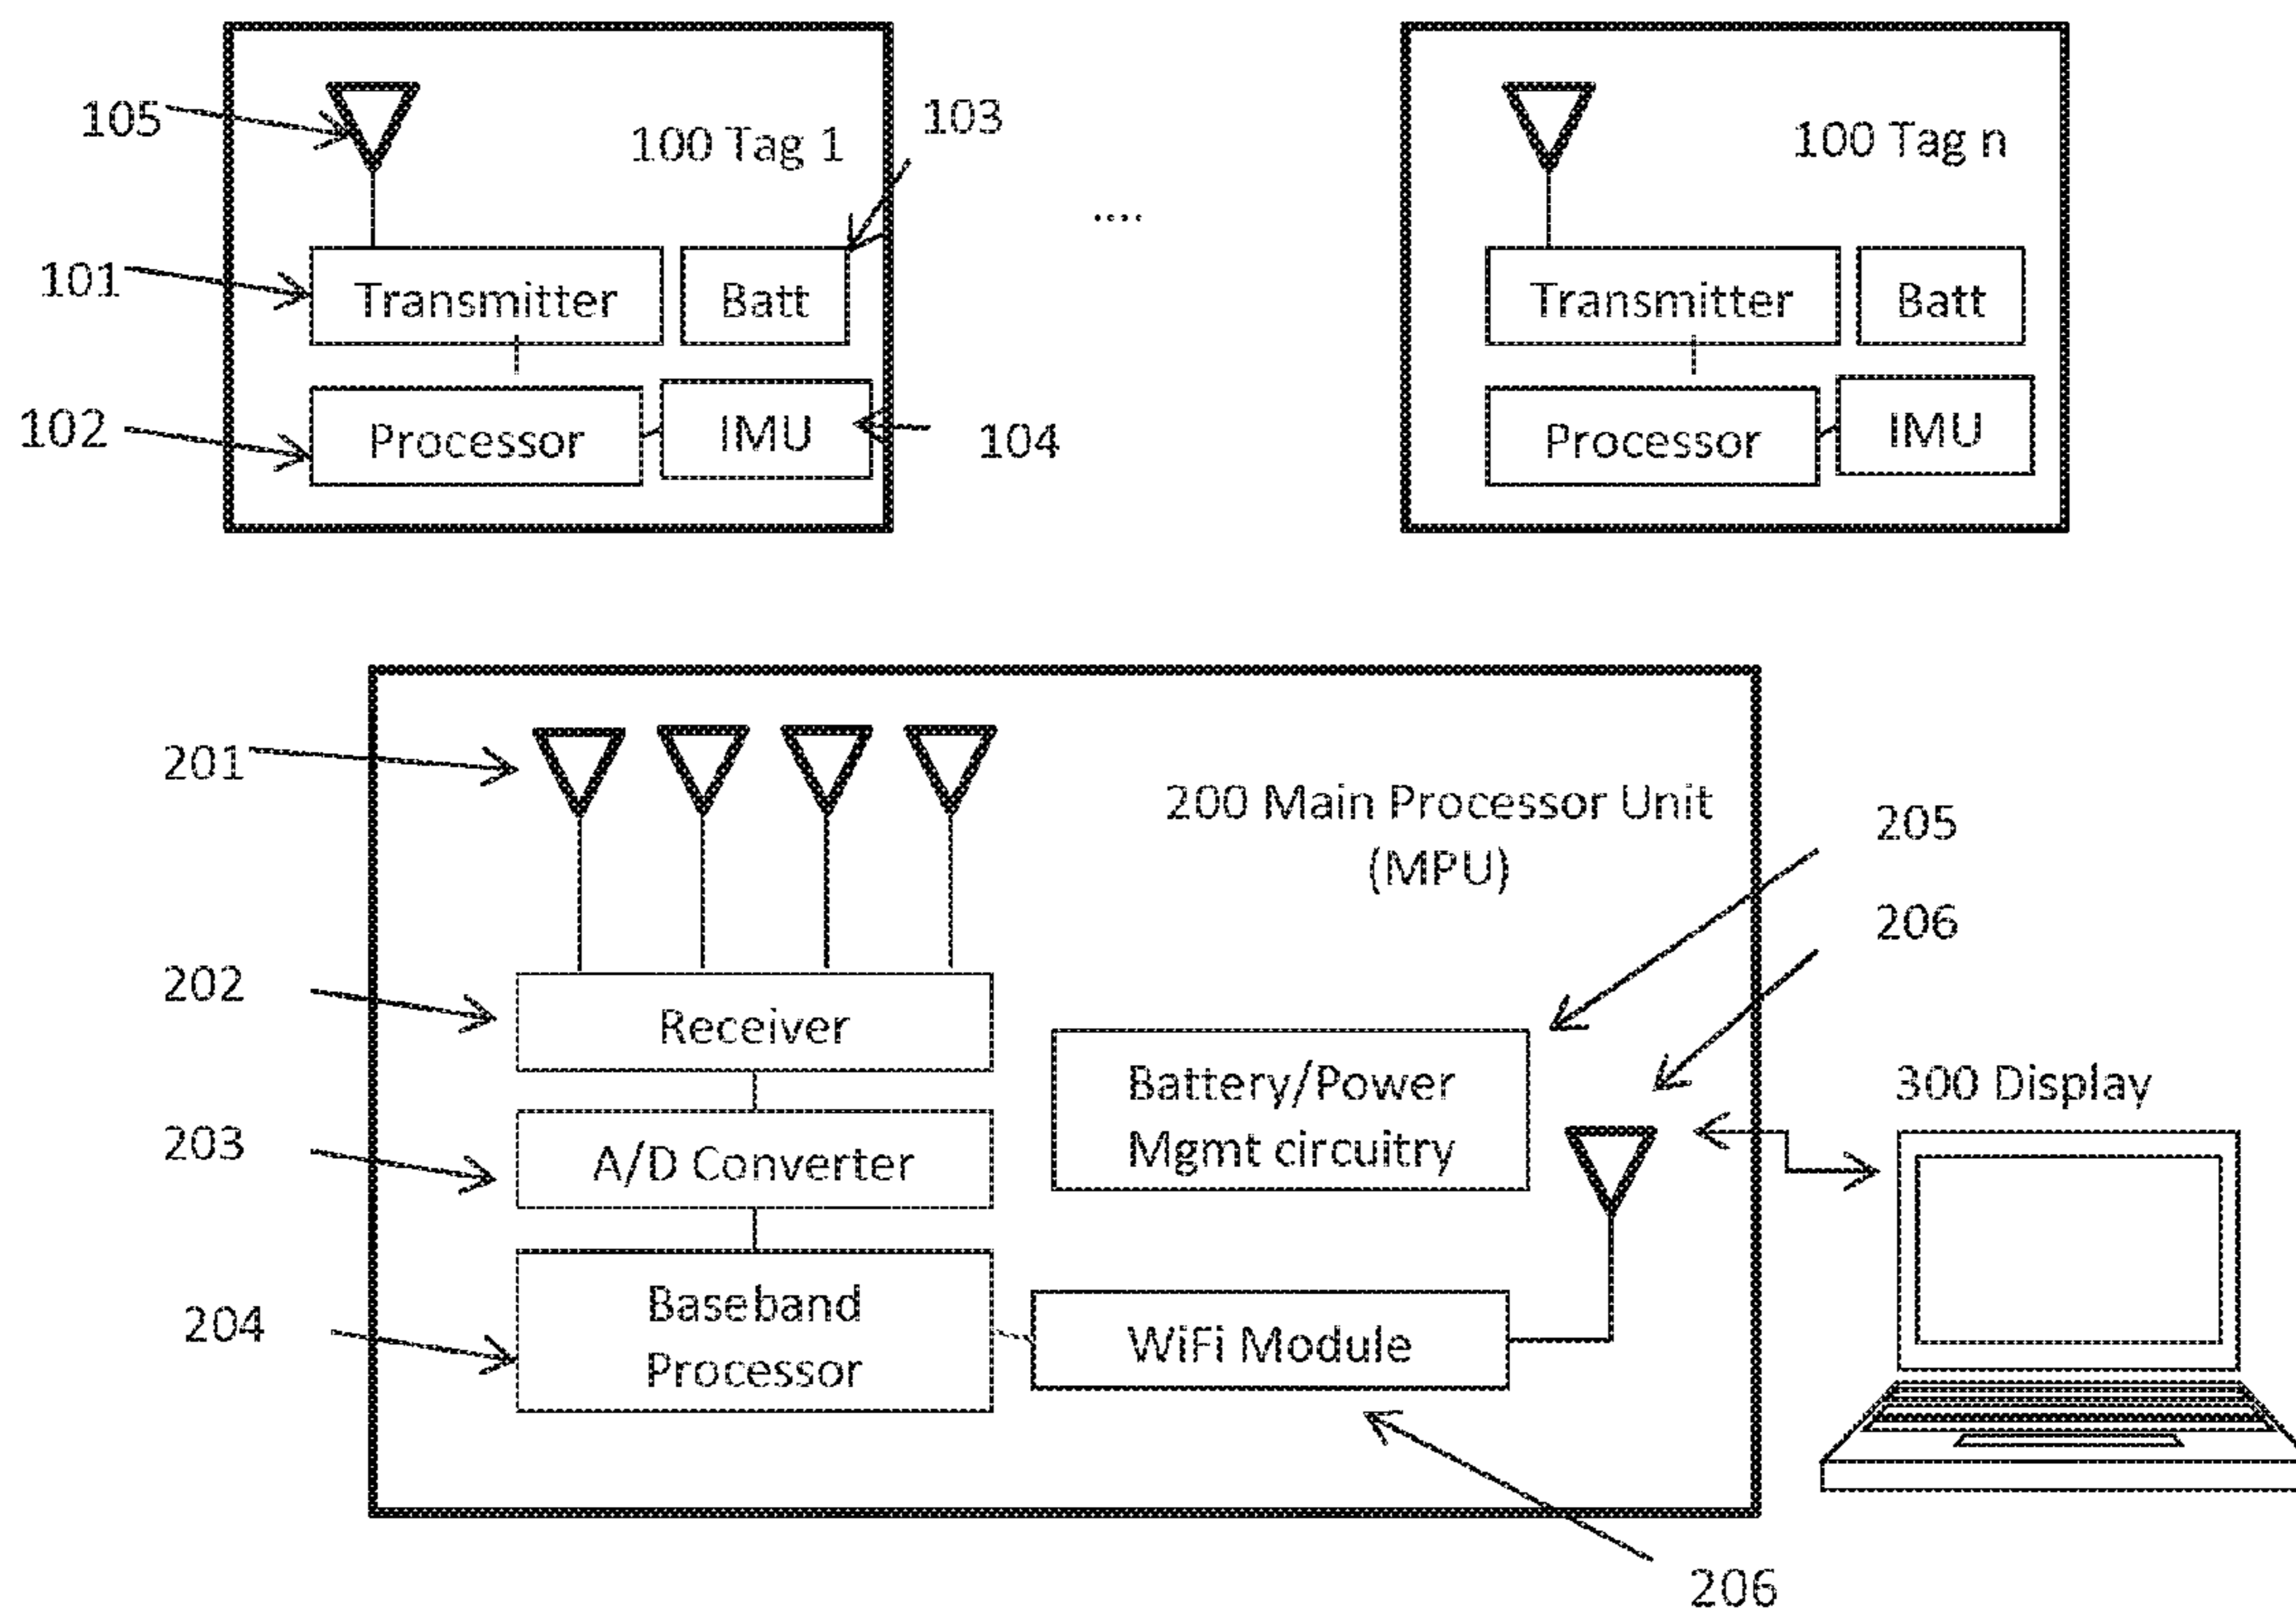 105
100 Tag 1
103
101
Transmitter
Batt
102
Processor
IMU
104
....
100 Tag n
Transmitter
Batt
Processor
IMU
201
200 Main Processor Unit
(MPU)
205
206
202
Receiver
Battery/Power
Mgmt circuitry
300 Display
203
A/D Converter
204
Baseband
Processor
WiFi Module
206